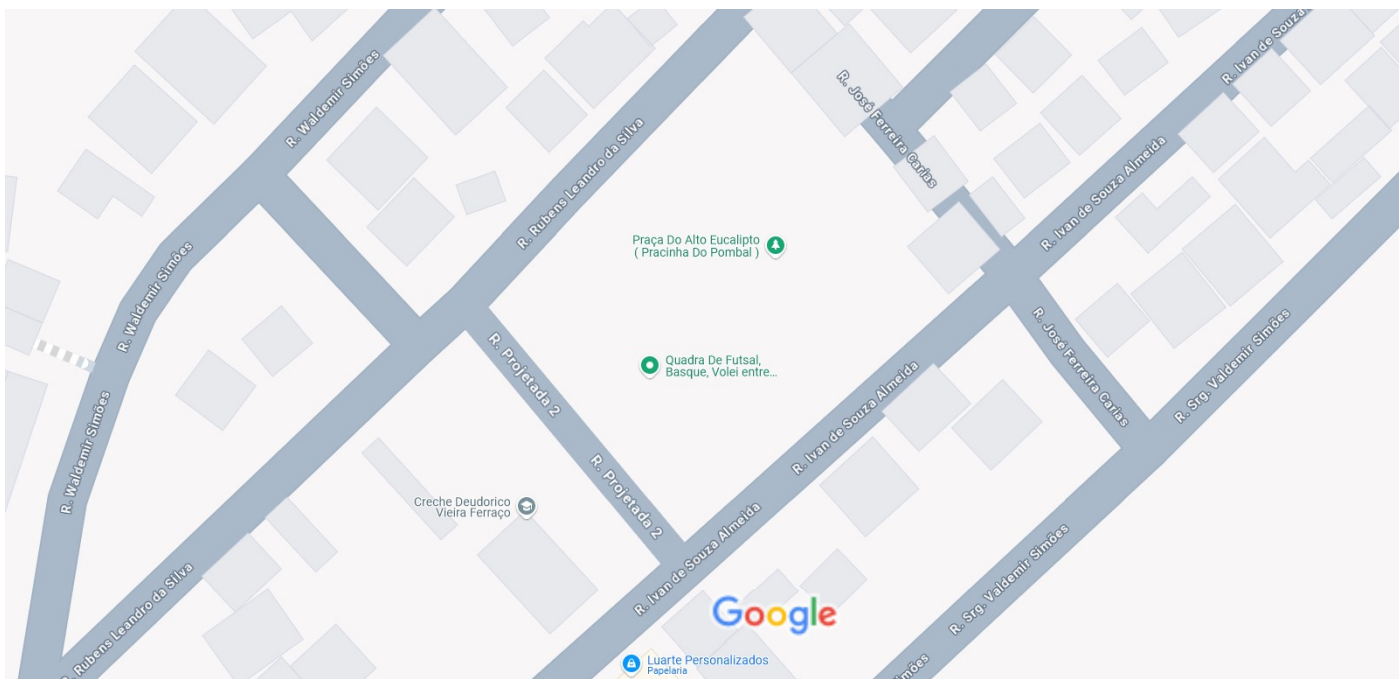 R. Waldemir Simões
R. Rubens Leandro da Silva
R. José Ferreira Carias
R. Ivan de Souza
R. Ivan de Souza Almeida
Praça Do Alto Eucalipto
( Pracinha Do Pombal )
R. Waldemir Simões
R. Projetada 2
Quadra De Futsal,
Basque, Volei entre...
R. José Ferreira Carias
R. Srg. Valdemir Simões
R. Waldemir Simões
R. Ivan de Souza Almeida
Creche Deudorico
Vieira Ferraço
R. Projetada 2
R. Ivan de Souza Almeida
R. Srg. Valdemir Simões
R. Rubens Leandro da Silva
Google
Luarte Personalizados
Papelaria
Simões